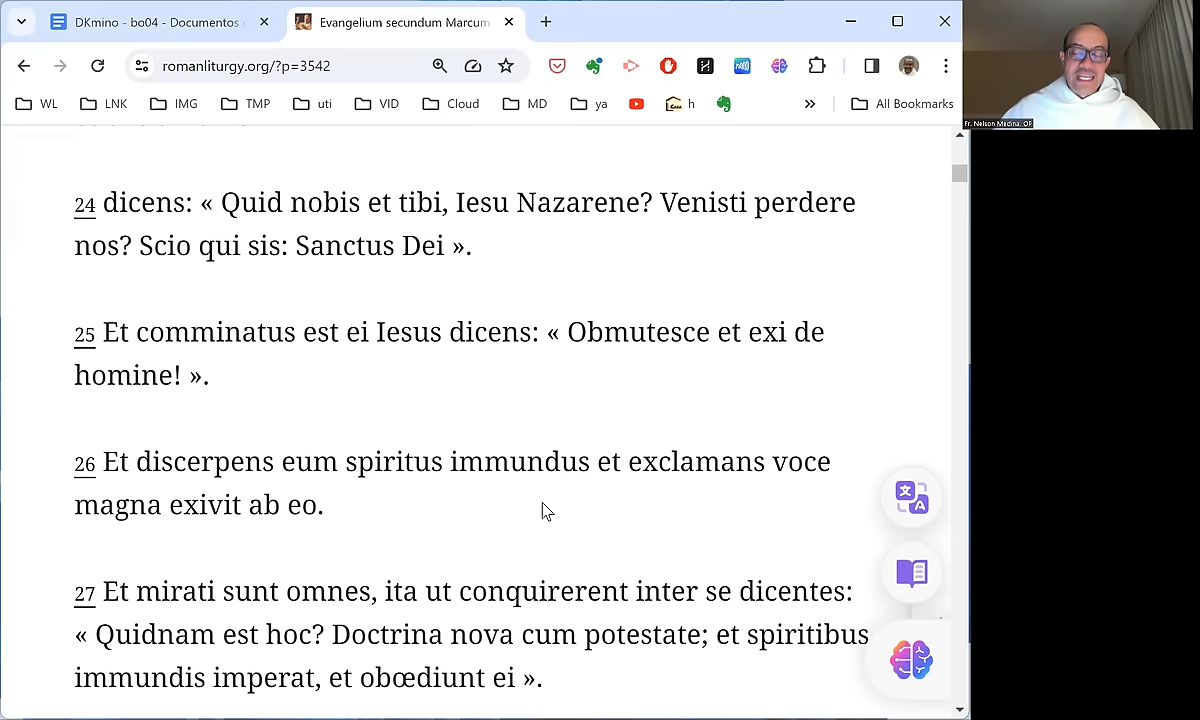 DKmino - bo04 - Documentos
Evangelium secundum Marcum
romanliturgy.org/?p=3542
WL LNK IMG TMP uti VID Cloud MD ya h » All Bookmarks
Fr. Nelson Medina, OP
24 dicens: « Quid nobis et tibi, Iesu Nazarene? Venisti perdere
nos? Scio qui sis: Sanctus Dei ».
25 Et comminatus est ei Iesus dicens: « Obmutesce et exi de
homine! ».
26 Et discerpens eum spiritus immundus et exclamans voce
magna exivit ab eo.
27 Et mirati sunt omnes, ita ut conquirerent inter se dicentes:
« Quidnam est hoc? Doctrina nova cum potestate; et spiritibus
immundis imperat, et obœdiunt ei ».